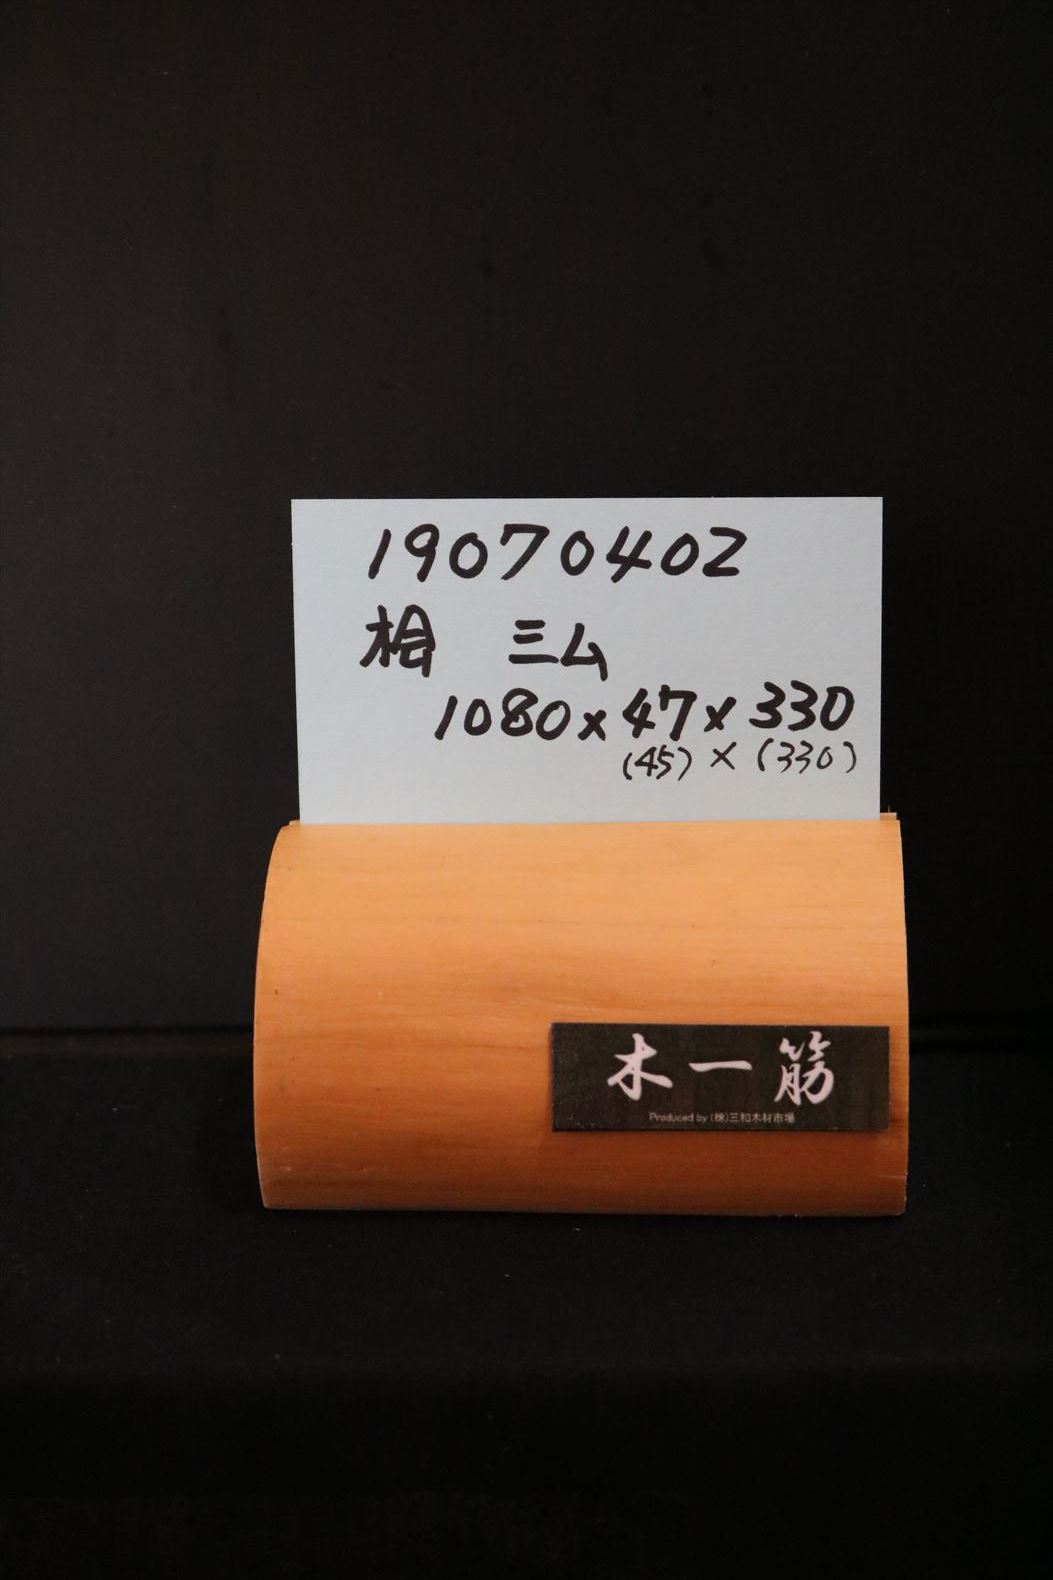 19070402
桧 三ム
1080×47×330
(45)×(330)
木一筋
Produced by (株)三和木材市場